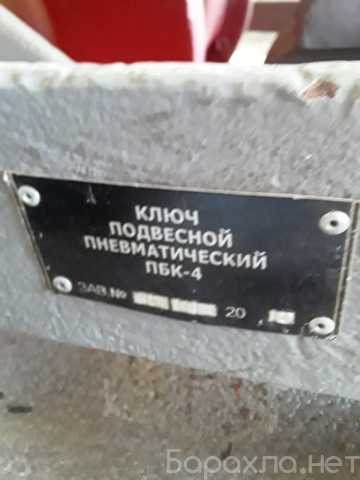 КЛЮЧ
ПОДВЕСНОЙ
ПНЕВМАТИЧЕСКИЙ
ПБК-4
ЗАВ.№ 20
Барахла.нет